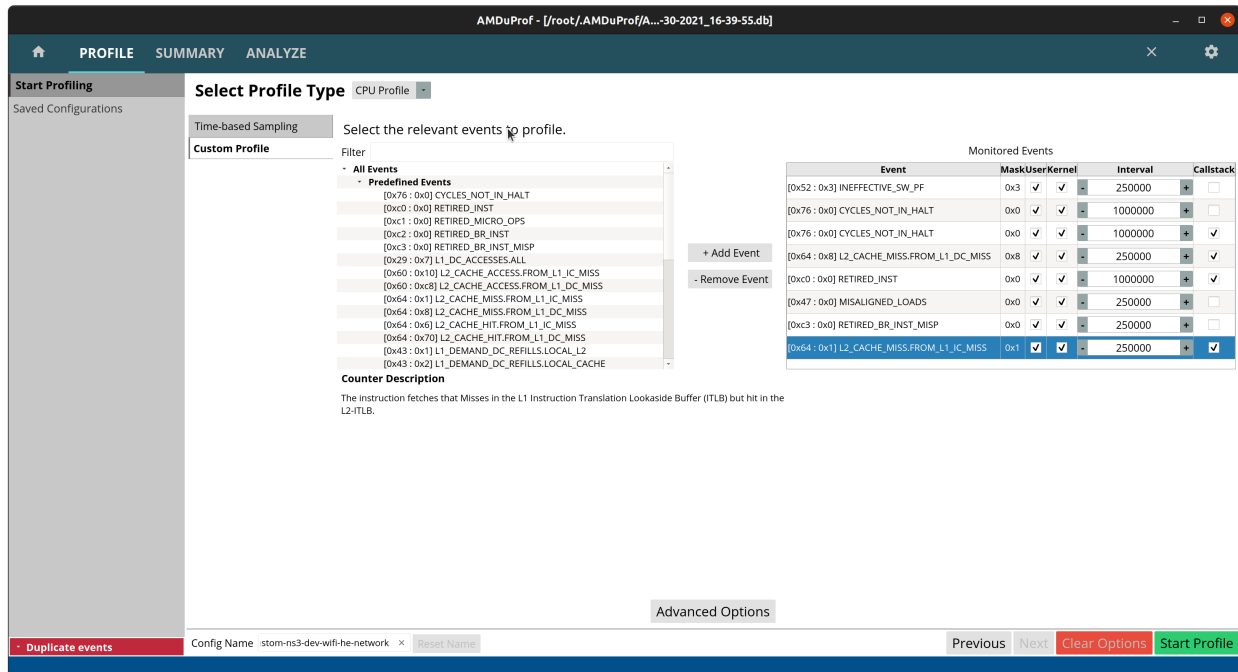 AMDuProf - [/root/.AMDuProf/A...-30-2021_16-39-55.db]
PROFILE SUMMARY ANALYZE
Start Profiling
Saved Configurations
Select Profile Type CPU Profile
Time-based Sampling
Custom Profile
Select the relevant events to profile.
Filter
All Events
Predefined Events
[0x76 : 0x0] CYCLES_NOT_IN_HALT
[0xc0 : 0x0] RETIRED_INST
[0xc1 : 0x0] RETIRED_MICRO_OPS
[0xc2 : 0x0] RETIRED_BR_INST
[0xc3 : 0x0] RETIRED_BR_INST_MISP
[0x29 : 0x7] L1_DC_ACCESSES.ALL
[0x60 : 0x10] L2_CACHE_ACCESS.FROM_L1_IC_MISS
[0x60 : 0xc8] L2_CACHE_ACCESS.FROM_L1_DC_MISS
[0x64 : 0x1] L2_CACHE_MISS.FROM_L1_IC_MISS
[0x64 : 0x8] L2_CACHE_MISS.FROM_L1_DC_MISS
[0x64 : 0x6] L2_CACHE_HIT.FROM_L1_IC_MISS
[0x64 : 0x70] L2_CACHE_HIT.FROM_L1_DC_MISS
[0x43 : 0x1] L1_DEMAND_DC_REFILLS.LOCAL_L2
[0x43 : 0x2] L1_DEMAND_DC_REFILLS.LOCAL_CACHE
Counter Description
The instruction fetches that Misses in the L1 Instruction Translation Lookaside Buffer (ITLB) but hit in the
L2-ITLB.
+ Add Event
- Remove Event
Monitored Events
Event Mask User Kernel Interval Callstack
[0x52 : 0x3] INEFFECTIVE_SW_PF 0x3 - 250000 +
[0x76 : 0x0] CYCLES_NOT_IN_HALT 0x0 - 1000000 +
[0x76 : 0x0] CYCLES_NOT_IN_HALT 0x0 - 1000000 +
[0x64 : 0x8] L2_CACHE_MISS.FROM_L1_DC_MISS 0x8 - 250000 +
[0xc0 : 0x0] RETIRED_INST 0x0 - 1000000 +
[0x47 : 0x0] MISALIGNED_LOADS 0x0 - 250000 +
[0xc3 : 0x0] RETIRED_BR_INST_MISP 0x0 - 250000 +
[0x64 : 0x1] L2_CACHE_MISS.FROM_L1_IC_MISS 0x1 - 250000 +
Advanced Options
Duplicate events
Config Name stom-ns3-dev-wifi-he-network Reset Name
Previous Next Clear Options Start Profile